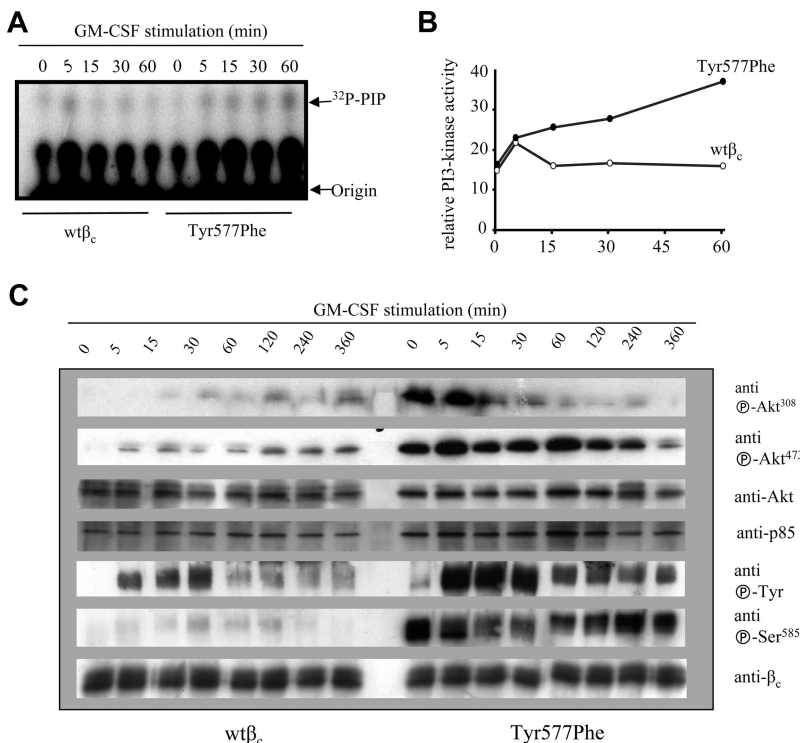 A
GM-CSF stimulation (min)
0 5 15 30 60 0 5 15 30 60
³²P-PIP
Origin
wtβc Tyr577Phe
B
relative PI3-kinase activity
40
30
20
10
0
0 15 30 45 60
Tyr577Phe
wtβc
C
GM-CSF stimulation (min)
0 5 15 30 60 120 240 360 0 5 15 30 60 120 240 360
anti
Ⓟ-Akt³⁰⁸
anti
Ⓟ-Akt⁴⁷³
anti-Akt
anti-p85
anti
Ⓟ-Tyr
anti
Ⓟ-Ser⁵⁸⁵
anti-βc
wtβc Tyr577Phe